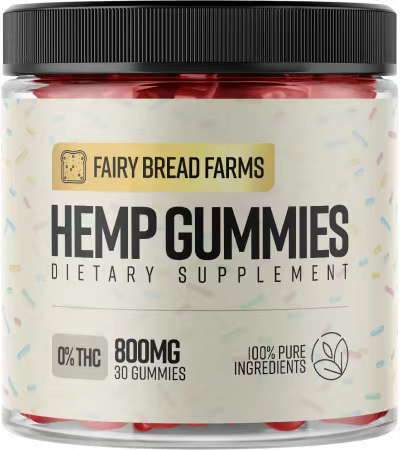 FAIRY BREAD FARMS
HEMP GUMMIES
DIETARY SUPPLEMENT
0% THC
800MG
30 GUMMIES
100% PURE
INGREDIENTS